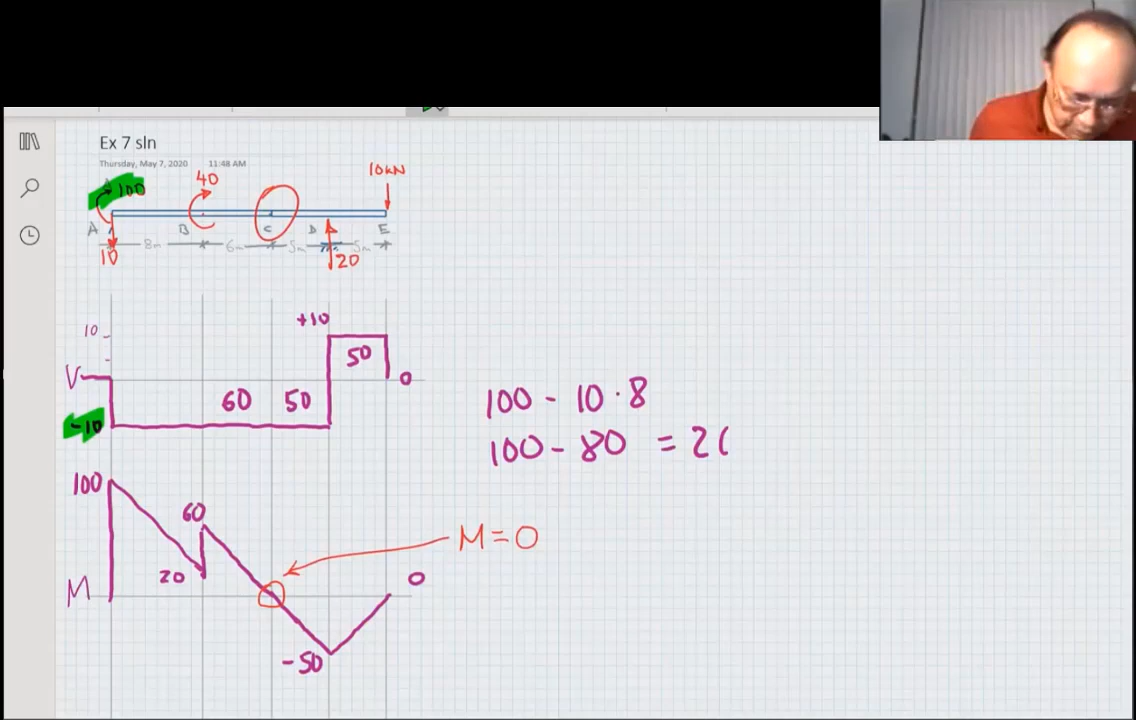 Ex 7 sln
Thursday, May 7, 2020 11:48 AM
100 40 10kN
A B C D E
8m 6m 5m 5m
10 20
+10
10
50
V 0
60 50
-10
100 - 10 · 8
100 - 80 = 2(
100
60
M = 0
20
0
M
-50